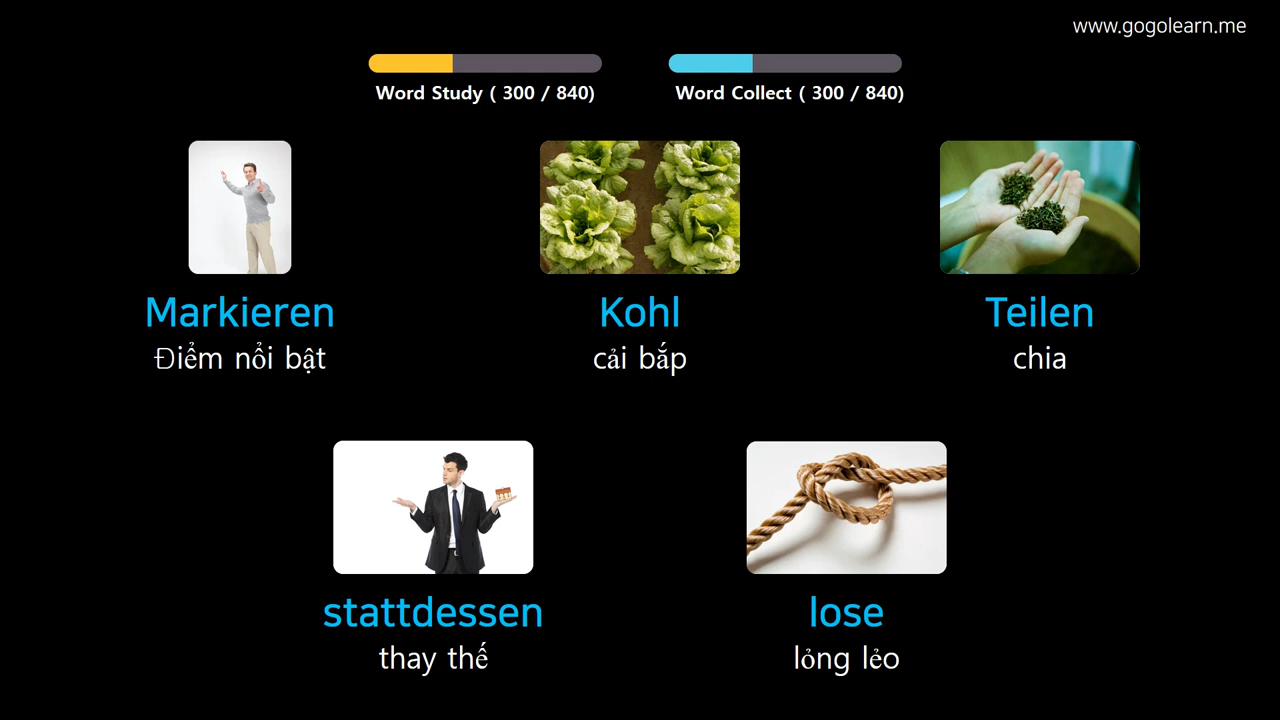 www.gogolearn.me
Word Study ( 300 / 840)
Word Collect ( 300 / 840)
Markieren
Điểm nổi bật
Kohl
cải bắp
Teilen
chia
stattdessen
thay thế
lose
lỏng lẻo